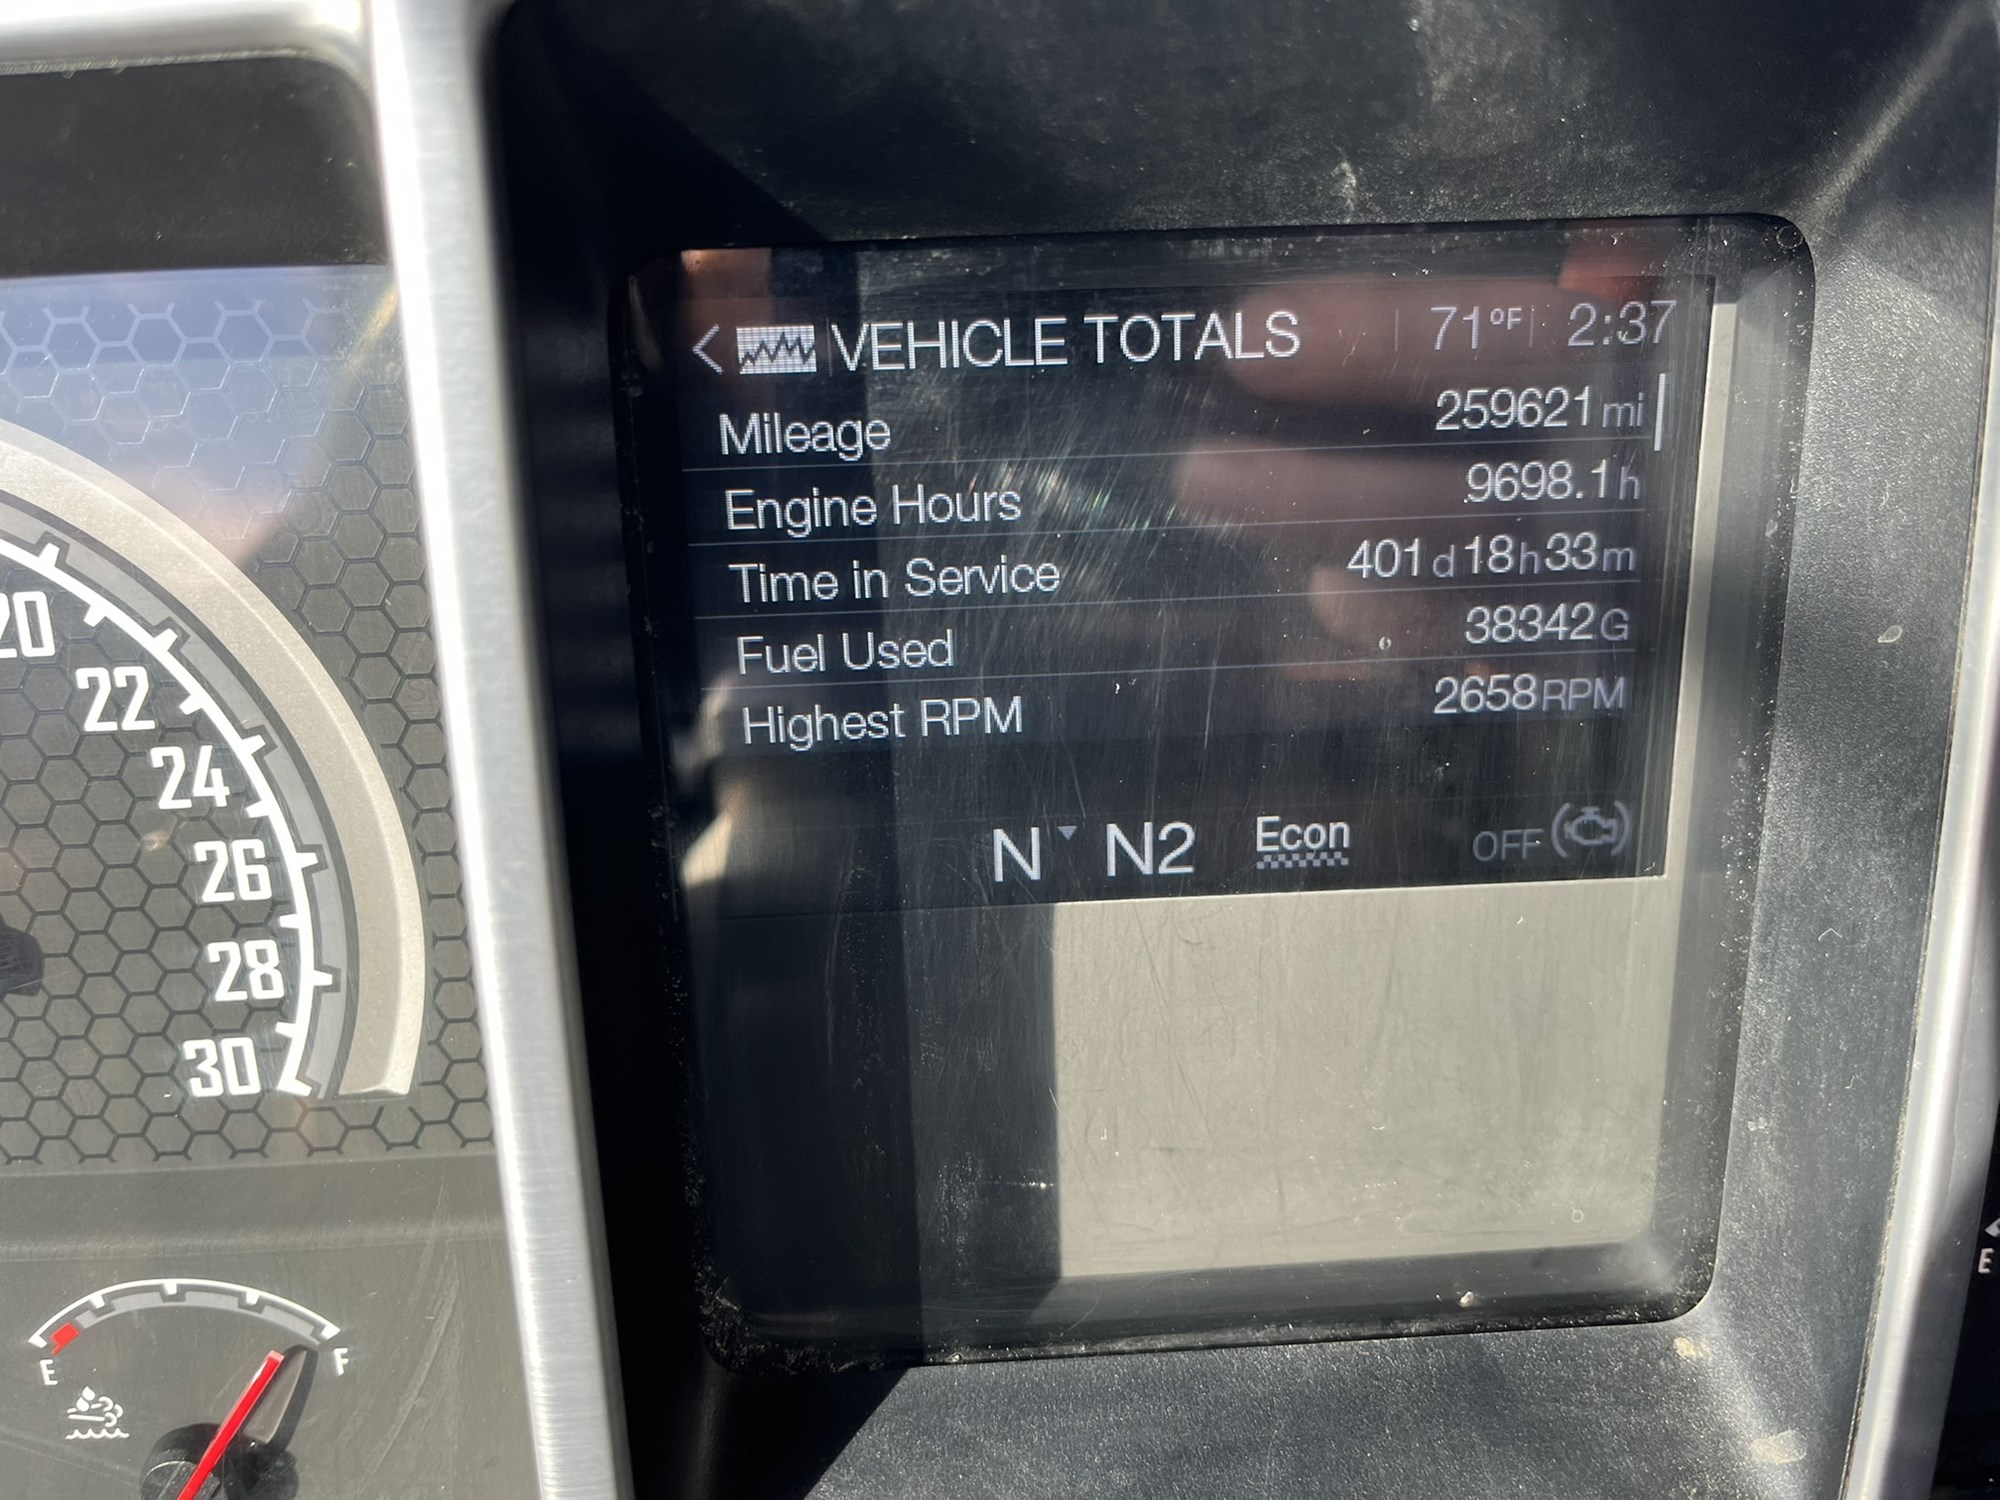 VEHICLE TOTALS 71°F 2:37
Mileage 259621 mi
Engine Hours 9698.1 h
Time in Service 401 d 18 h 33 m
Fuel Used 38342 G
Highest RPM 2658 RPM
N N2 Econ OFF
20
22
24
26
28
30
E F
E